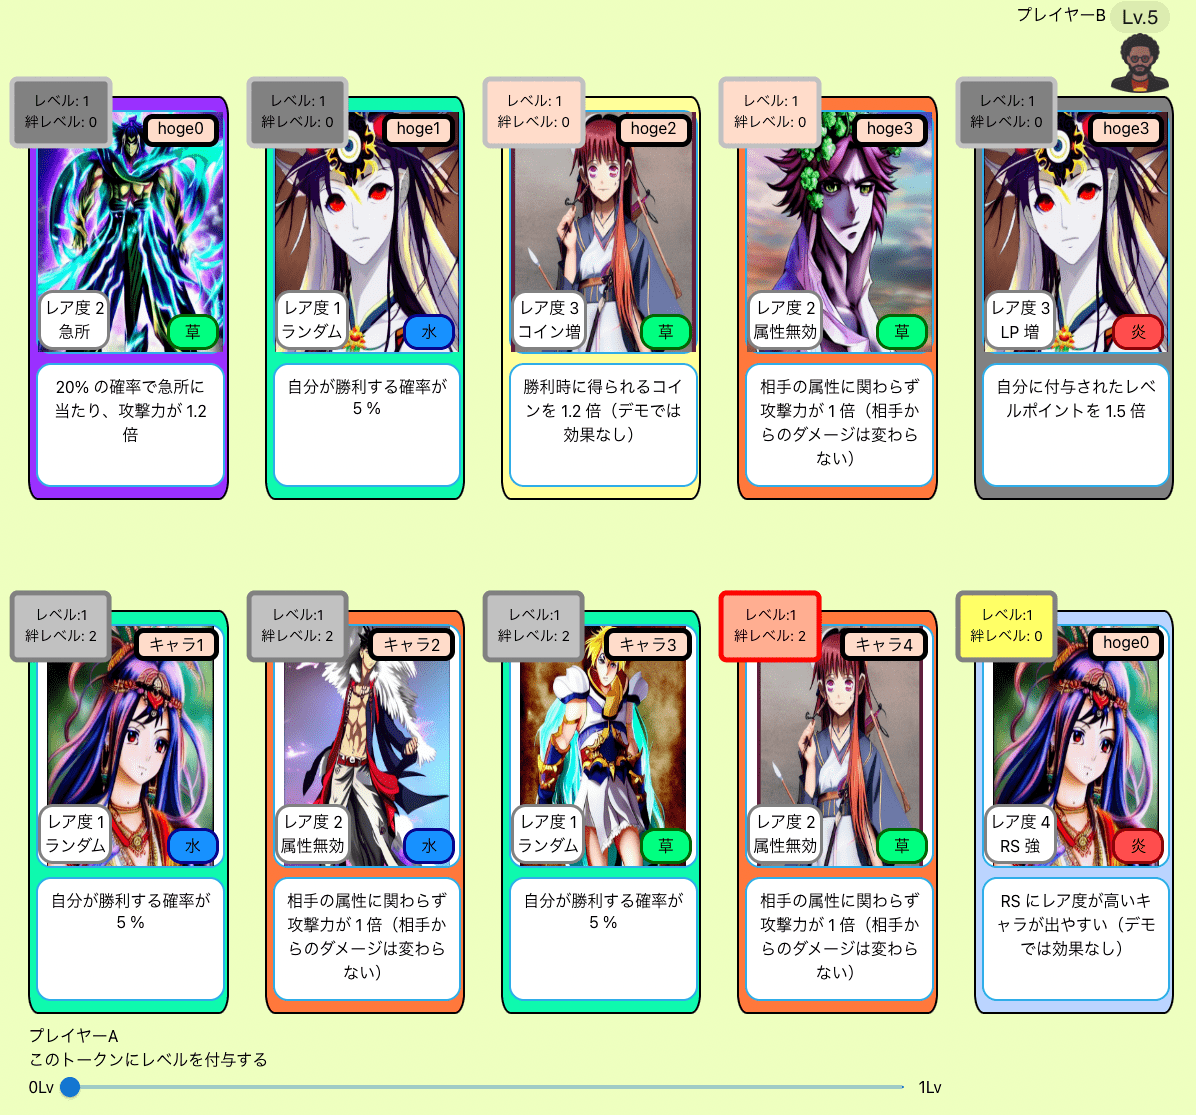 プレイヤーB
Lv.5
レベル: 1
絆レベル: 0
hoge0
レア度 2
急所
草
20% の確率で急所に
当たり、攻撃力が 1.2
倍
レベル: 1
絆レベル: 0
hoge1
レア度 1
ランダム
水
自分が勝利する確率が
5 %
レベル: 1
絆レベル: 0
hoge2
レア度 3
コイン増
草
勝利時に得られるコイ
ンを 1.2 倍（デモでは
効果なし）
レベル: 1
絆レベル: 0
hoge3
レア度 2
属性無効
草
相手の属性に関わらず
攻撃力が 1 倍（相手か
らのダメージは変わら
ない）
レベル: 1
絆レベル: 0
hoge3
レア度 3
LP 増
炎
自分に付与されたレベ
ルポイントを 1.5 倍
レベル:1
絆レベル: 2
キャラ1
レア度 1
ランダム
水
自分が勝利する確率が
5 %
レベル:1
絆レベル: 2
キャラ2
レア度 2
属性無効
水
相手の属性に関わらず
攻撃力が 1 倍（相手か
らのダメージは変わら
ない）
レベル:1
絆レベル: 2
キャラ3
レア度 1
ランダム
草
自分が勝利する確率が
5 %
レベル:1
絆レベル: 2
キャラ4
レア度 2
属性無効
草
相手の属性に関わらず
攻撃力が 1 倍（相手か
らのダメージは変わら
ない）
レベル:1
絆レベル: 0
hoge0
レア度 4
RS 強
炎
RS にレア度が高いキ
ャラが出やすい（デモ
では効果なし）
プレイヤーA
このトークンにレベルを付与する
0Lv
1Lv